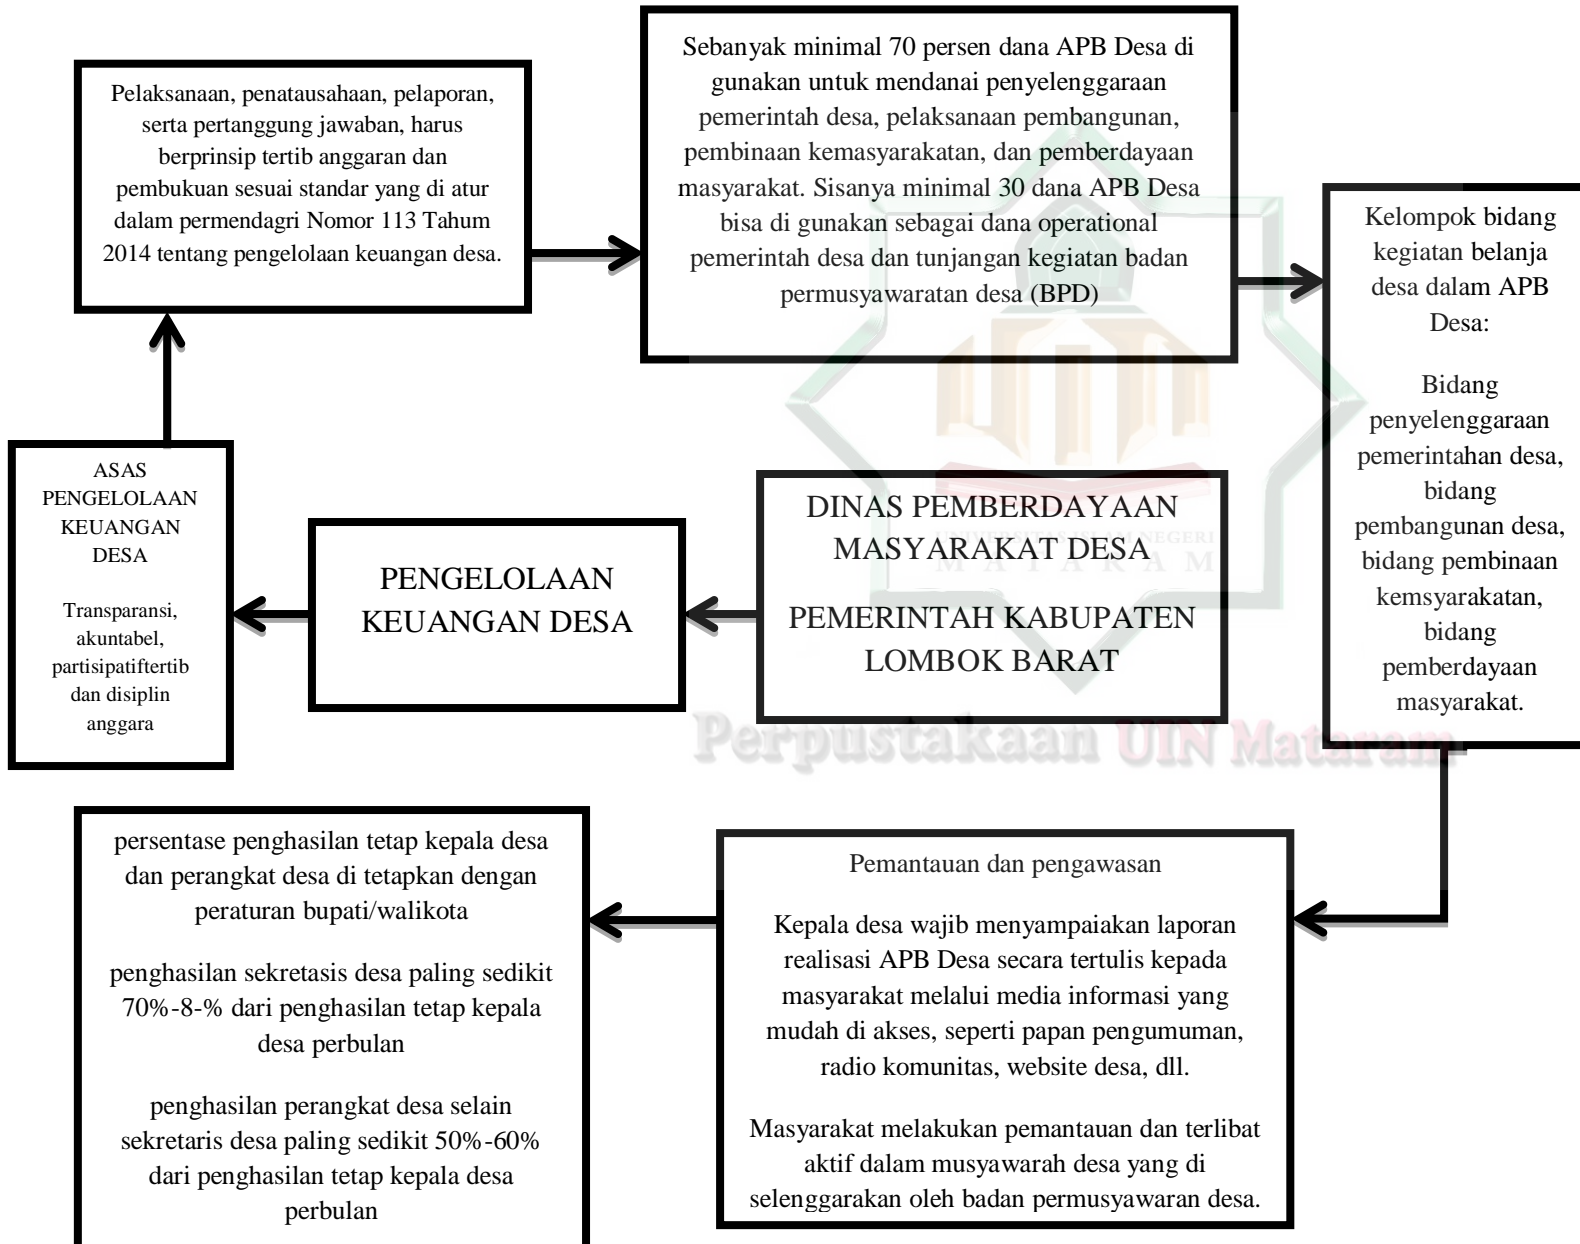 Pelaksanaan, penatausahaan, pelaporan,
serta pertanggung jawaban, harus
berprinsip tertib anggaran dan
pembukuan sesuai standar yang di atur
dalam permendagri Nomor 113 Tahum
2014 tentang pengelolaan keuangan desa.
Sebanyak minimal 70 persen dana APB Desa di
gunakan untuk mendanai penyelenggaraan
pemerintah desa, pelaksanaan pembangunan,
pembinaan kemasyarakatan, dan pemberdayaan
masyarakat. Sisanya minimal 30 dana APB Desa
bisa di gunakan sebagai dana operational
pemerintah desa dan tunjangan kegiatan badan
permusyawaratan desa (BPD)
Kelompok bidang
kegiatan belanja
desa dalam APB
Desa:
Bidang
penyelenggaraan
pemerintahan desa,
bidang
pembangunan desa,
bidang pembinaan
kemsyarakatan,
bidang
pemberdayaan
masyarakat.
ASAS
PENGELOLAAN
KEUANGAN
DESA
Transparansi,
akuntabel,
partisipatiftertib
dan disiplin
anggara
PENGELOLAAN
KEUANGAN DESA
DINAS PEMBERDAYAAN
MASYARAKAT DESA
PEMERINTAH KABUPATEN
LOMBOK BARAT
UNIVERSITAS ISLAM NEGERI
MATARAM
Perpustakaan UIN Mataram
persentase penghasilan tetap kepala desa
dan perangkat desa di tetapkan dengan
peraturan bupati/walikota
penghasilan sekretasis desa paling sedikit
70%-8-% dari penghasilan tetap kepala
desa perbulan
penghasilan perangkat desa selain
sekretaris desa paling sedikit 50%-60%
dari penghasilan tetap kepala desa
perbulan
Pemantauan dan pengawasan
Kepala desa wajib menyampaiakan laporan
realisasi APB Desa secara tertulis kepada
masyarakat melalui media informasi yang
mudah di akses, seperti papan pengumuman,
radio komunitas, website desa, dll.
Masyarakat melakukan pemantauan dan terlibat
aktif dalam musyawarah desa yang di
selenggarakan oleh badan permusyawaran desa.